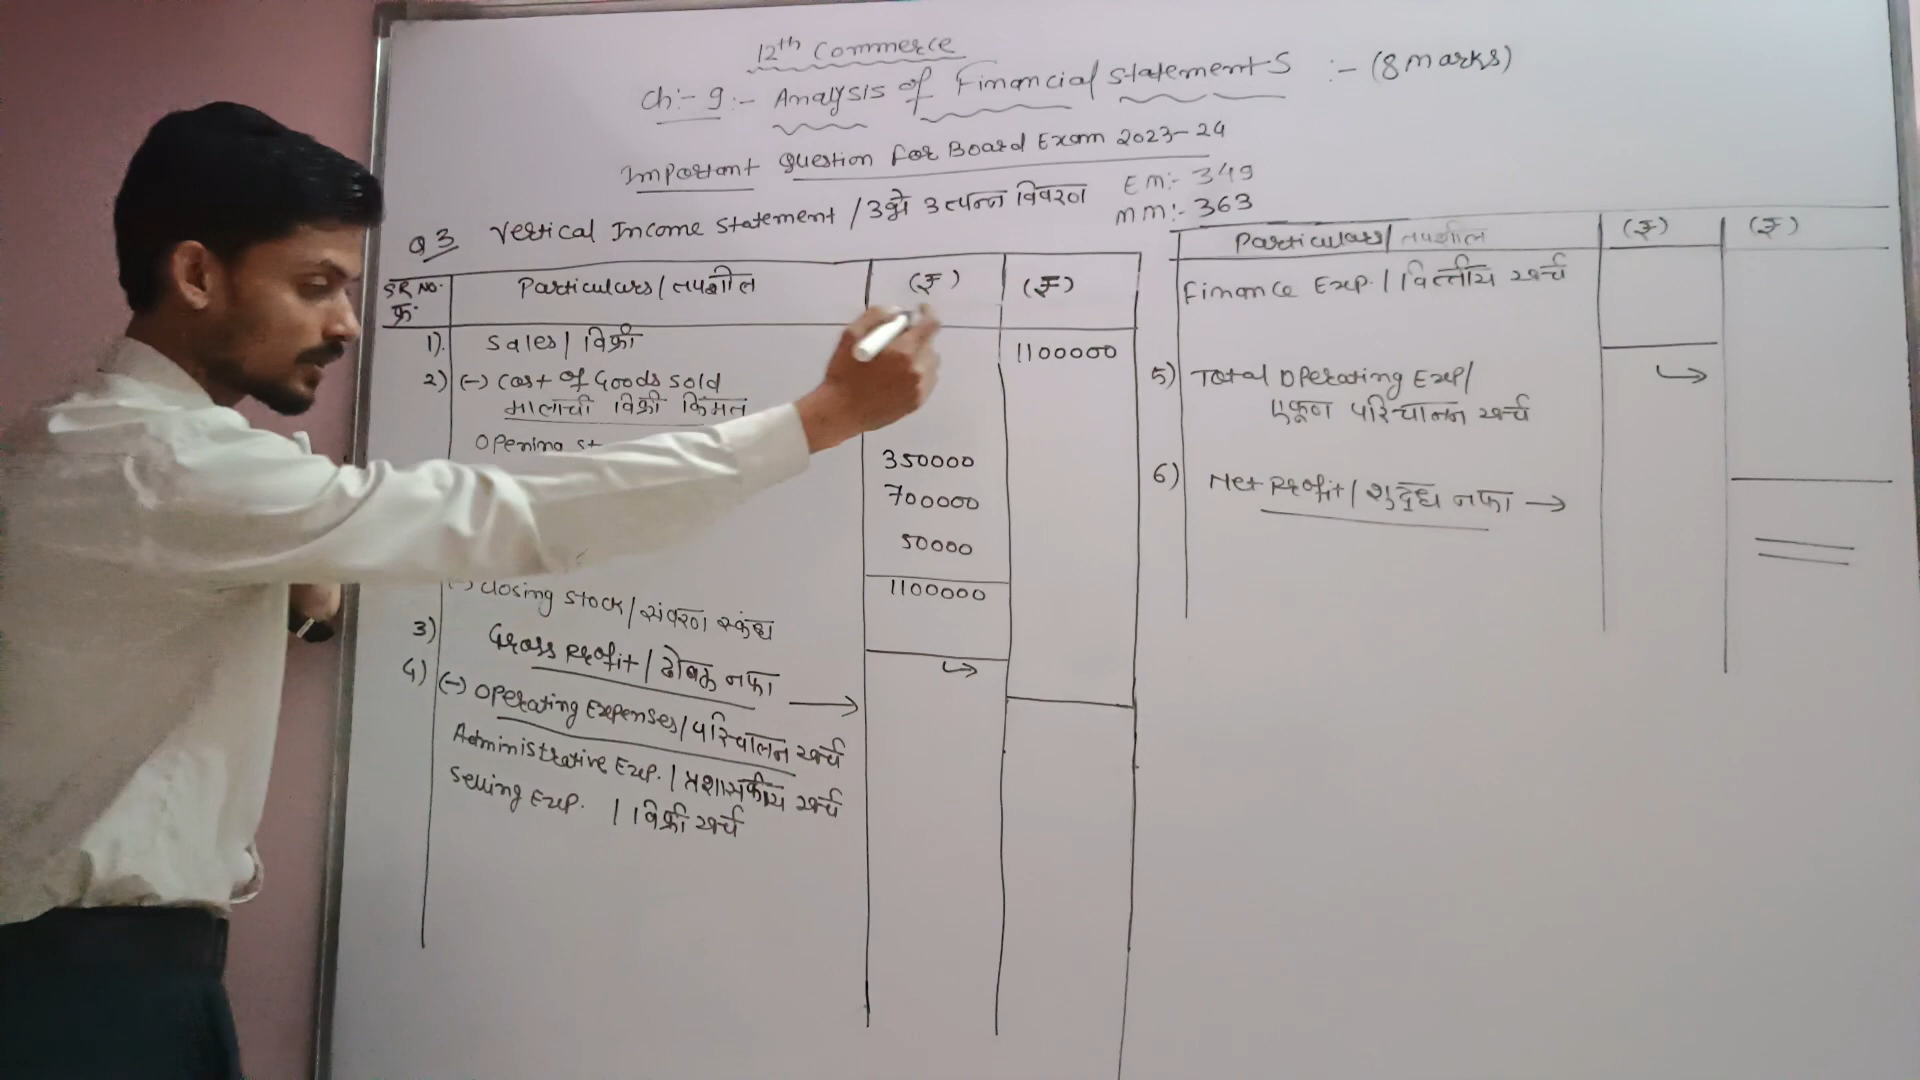 12th Commerce
Ch:- 9:- Analysis of Financial Statements :- (8 marks)
Important Question For Board Exam 2023-24
Q 3 Vertical Income Statement / उभे उत्पन्न विवरण
EM:- 349
MM:- 363
SR NO. क्र. Particulars / तपशील (₹) (₹)
1). Sales / विक्री 1100000
2) (-) Cost of Goods sold
मालाची विक्री किंमत
Opening st
350000
700000
50000
1100000
(-) Closing stock / संवरण स्कंध
3) Gross Profit / ढोबळ नफा →
4) (-) Operating Expenses / परिचालन खर्च
Administrative Exp. / प्रशासकीय खर्च
Selling Exp. / विक्री खर्च
Particulars / तपशील (₹) (₹)
Finance Exp. / वित्तीय खर्च
5) Total Operating Exp /
एकूण परिचालन खर्च
6) Net Profit / शुद्ध नफा →